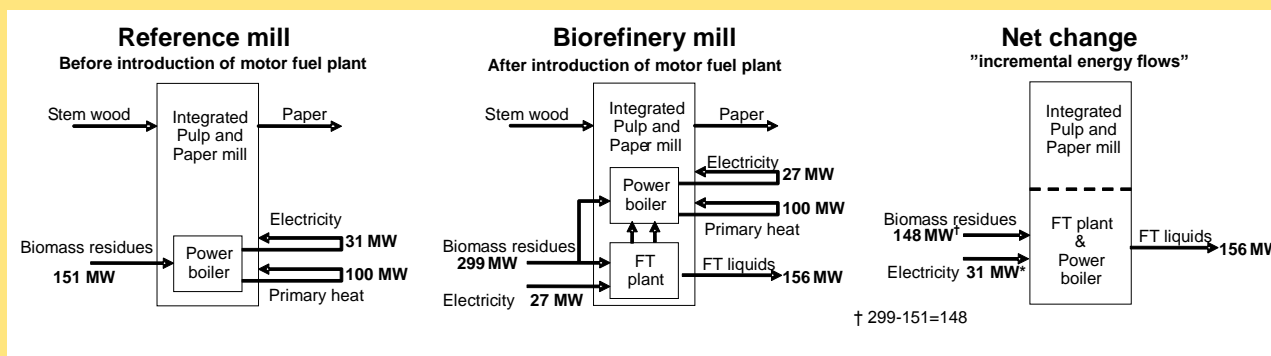 Reference mill
Before introduction of motor fuel plant
Stem wood
Integrated
Pulp and
Paper mill
Paper
Electricity
31 MW
Biomass residues
151 MW
Power
boiler
100 MW
Primary heat
Biorefinery mill
After introduction of motor fuel plant
Stem wood
Integrated
Pulp and
Paper mill
Paper
Electricity
27 MW
Power
boiler
100 MW
Primary heat
Biomass residues
299 MW
FT
plant
FT liquids
156 MW
Electricity
27 MW
Net change
"incremental energy flows"
Integrated
Pulp and
Paper mill
Biomass residues
148 MW†
FT plant
&
Power
boiler
FT liquids
156 MW
Electricity
31 MW*
† 299-151=148